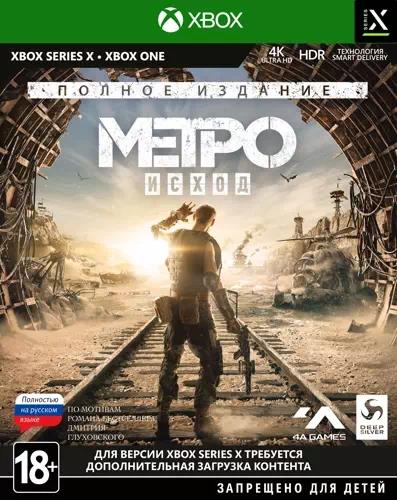 XBOX
SERIES X
XBOX SERIES X • XBOX ONE
4K
ULTRA HD
HDR
ТЕХНОЛОГИЯ
SMART DELIVERY
ПОЛНОЕ ИЗДАНИЕ
МЕТРО
ИСХОД
Полностью
на русском
языке
ПО МОТИВАМ
РОМАНА БЕСТСЕЛЛЕРА
ДМИТРИЯ
ГЛУХОВСКОГО
4A GAMES
DEEP
SILVER
18+
ДЛЯ ВЕРСИИ XBOX SERIES X ТРЕБУЕТСЯ
ДОПОЛНИТЕЛЬНАЯ ЗАГРУЗКА КОНТЕНТА
ЗАПРЕЩЕНО ДЛЯ ДЕТЕЙ